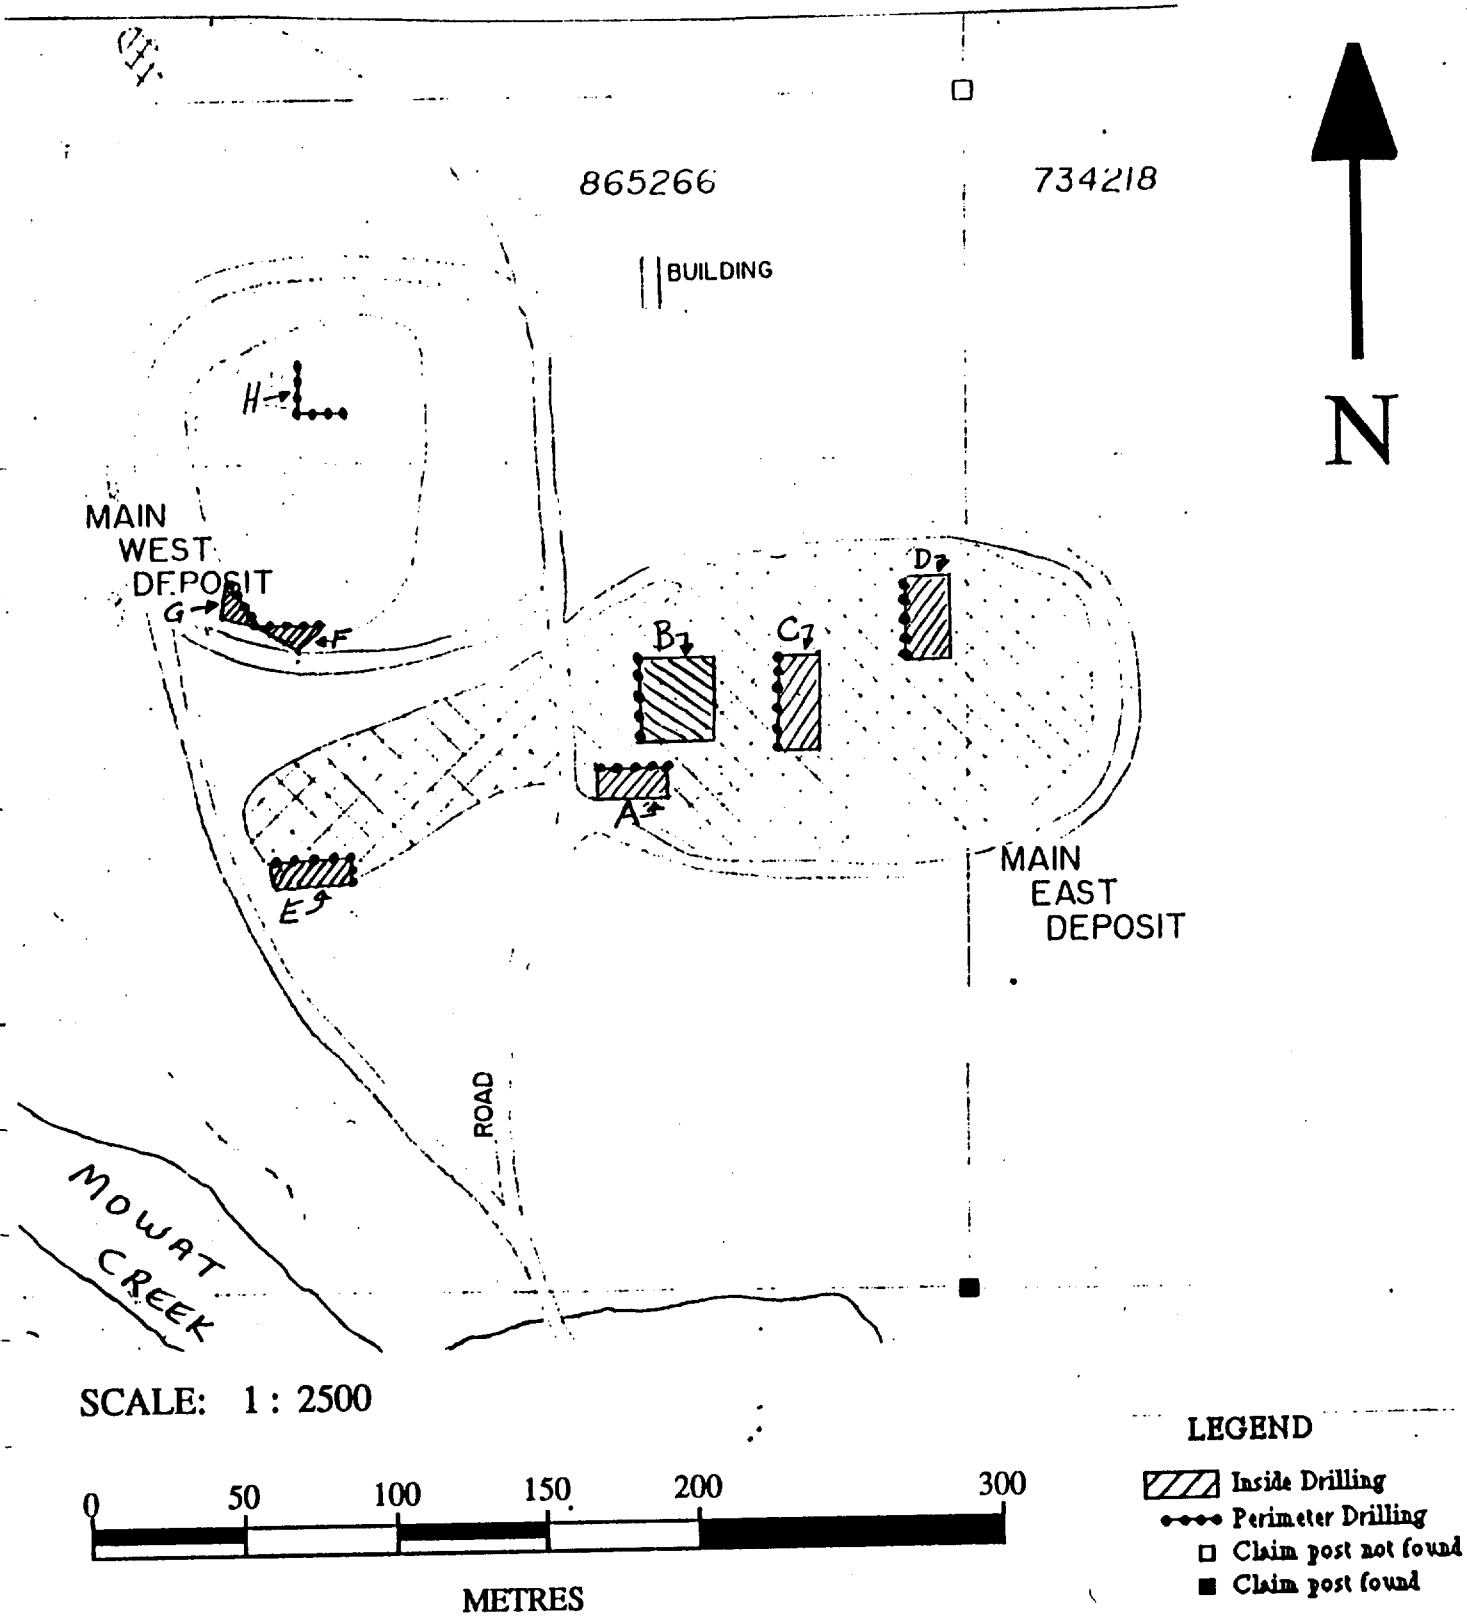 865266
734218
BUILDING
N
H
MAIN
WEST
DEPOSIT
G
F
D
B
C
A
E
MAIN
EAST
DEPOSIT
ROAD
MOWAT
CREEK
SCALE: 1 : 2500
0 50 100 150 200 300
METRES
LEGEND
Inside Drilling
Perimeter Drilling
Claim post not found
Claim post found